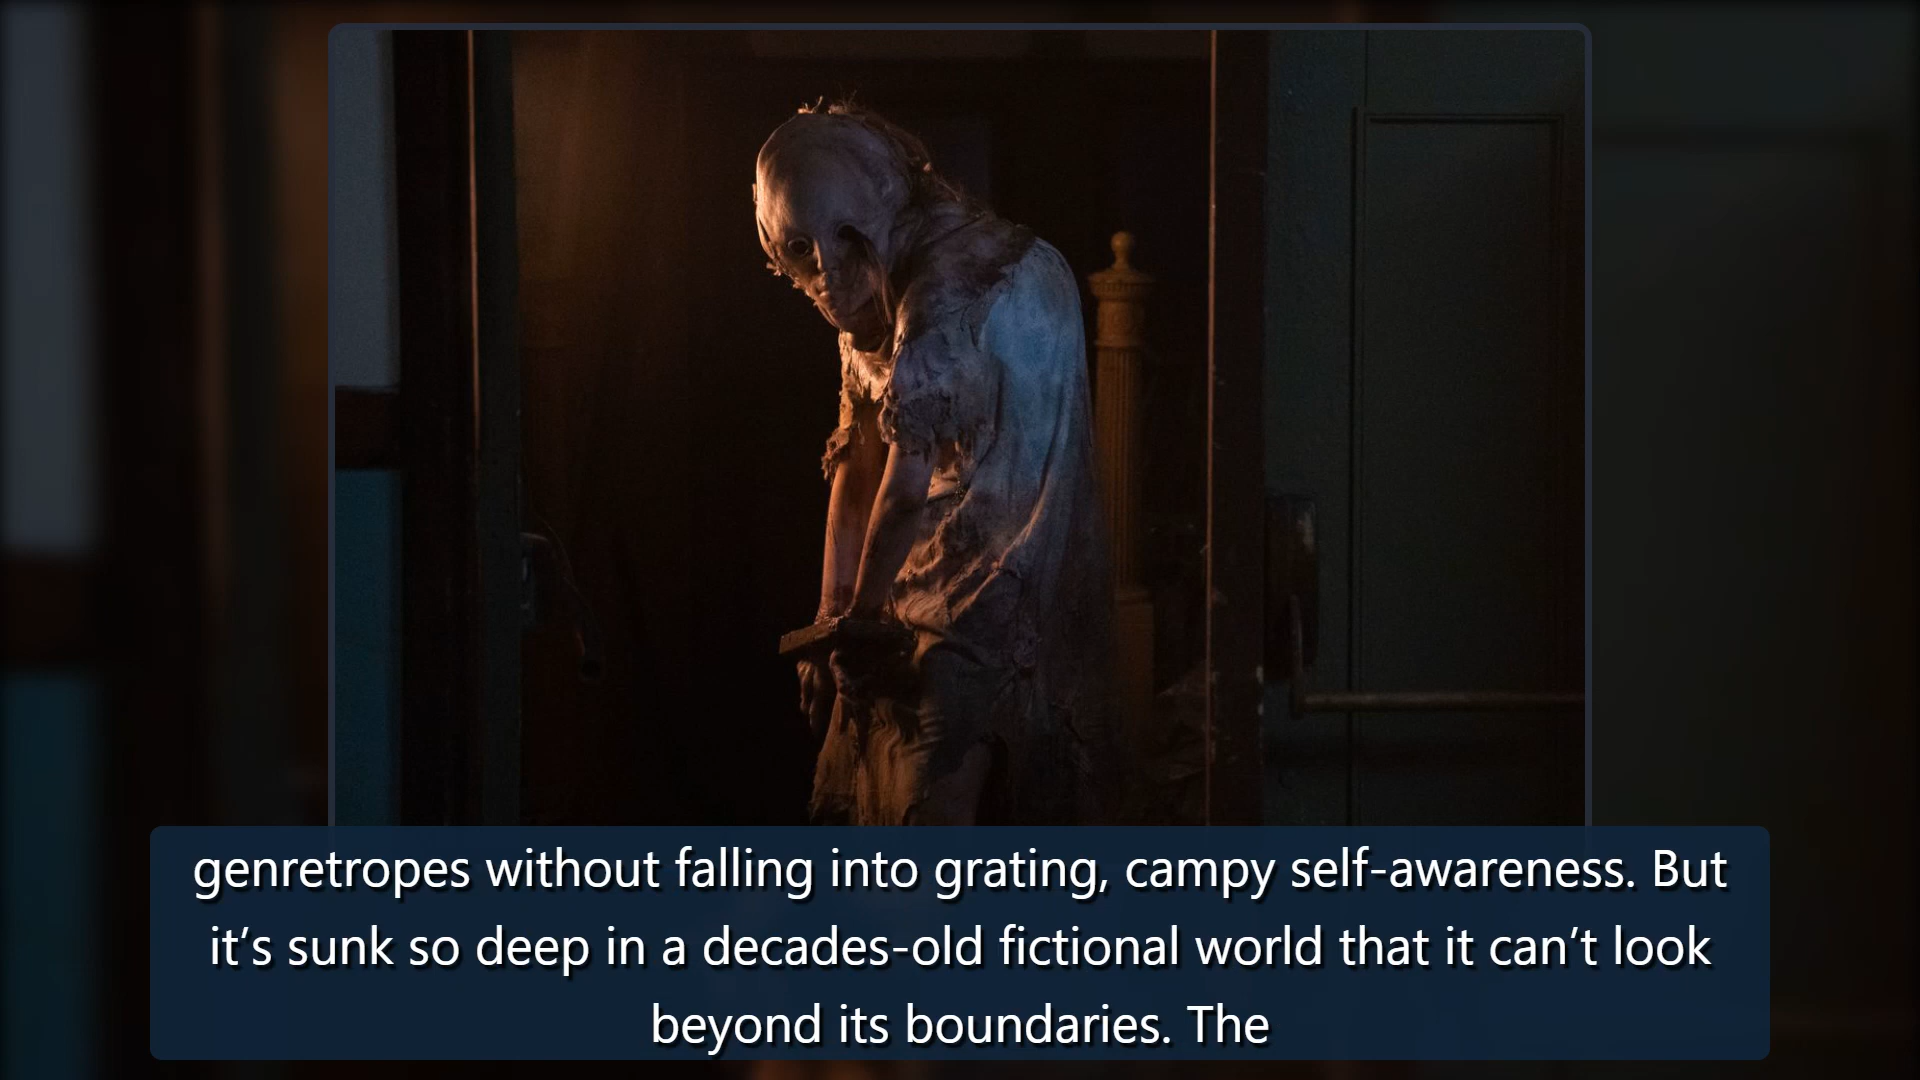 genretropes without falling into grating, campy self-awareness. But
it’s sunk so deep in a decades-old fictional world that it can’t look
beyond its boundaries. The